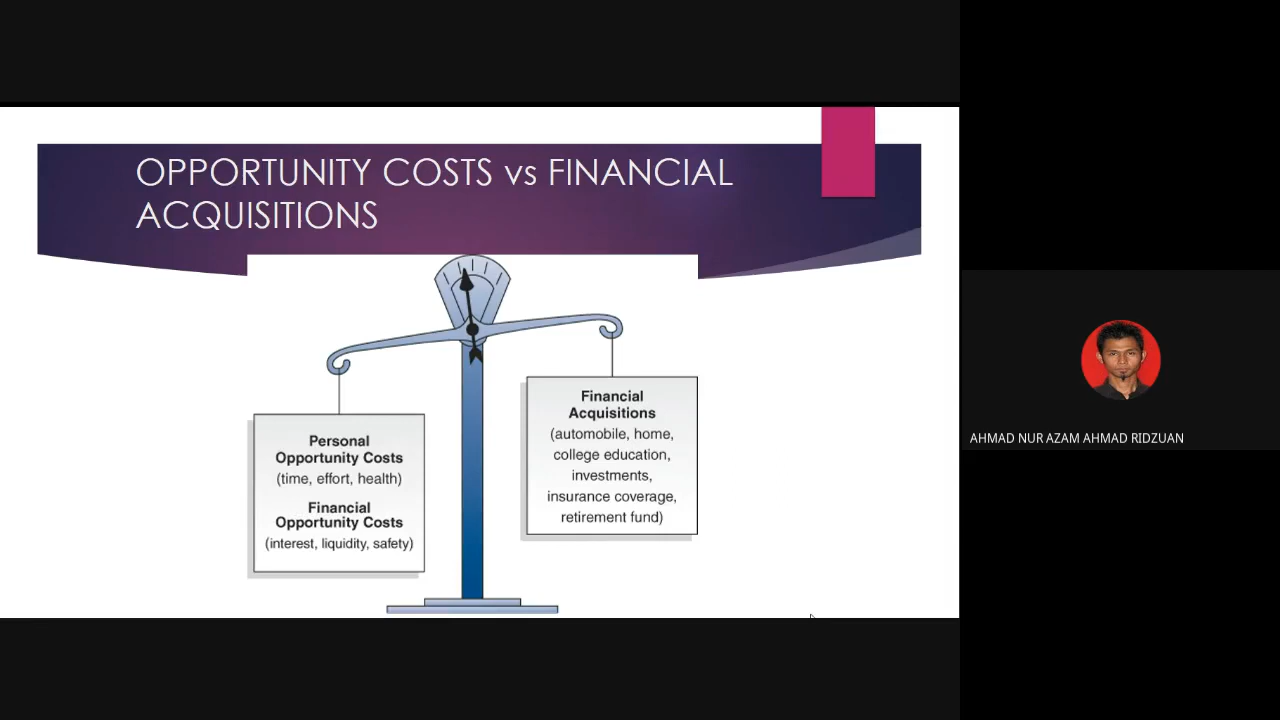 OPPORTUNITY COSTS vs FINANCIAL
ACQUISITIONS
Personal
Opportunity Costs
(time, effort, health)
Financial
Opportunity Costs
(interest, liquidity, safety)
Financial
Acquisitions
(automobile, home,
college education,
investments,
insurance coverage,
retirement fund)
AHMAD NUR AZAM AHMAD RIDZUAN